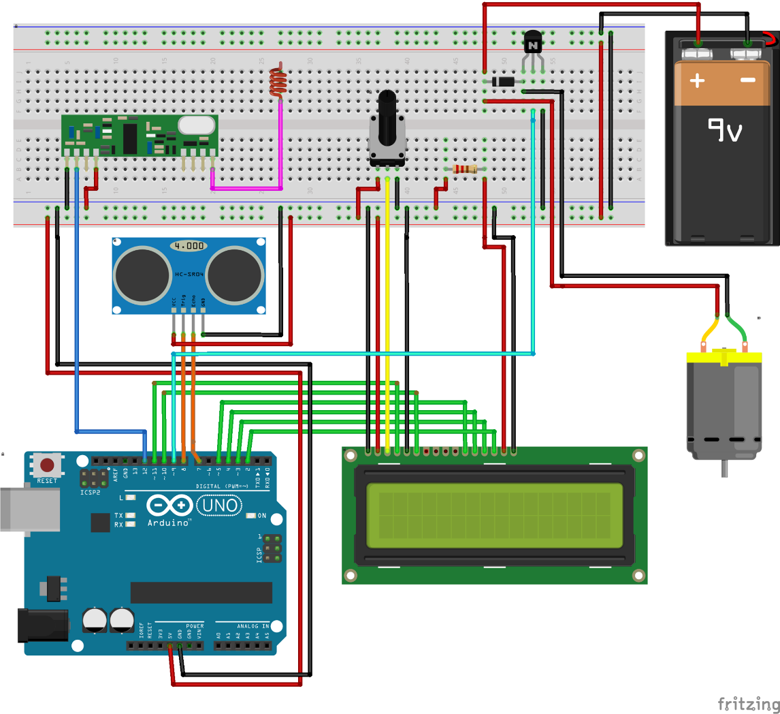 N
+
−
9v
4.000
HC-SR04
VCC
Trig
Echo
GND
RESET
ICSP2
AREF
GND
13
12
~11
~10
~9
8
7
~6
~5
4
~3
2
TX▸1
RX◂0
DIGITAL (PWM=~)
L
TX
RX
Arduino™
UNO
ON
ICSP
IOREF
RESET
3V3
5V
GND
GND
VIN
POWER
ANALOG IN
A0
A1
A2
A3
A4
A5
fritzing